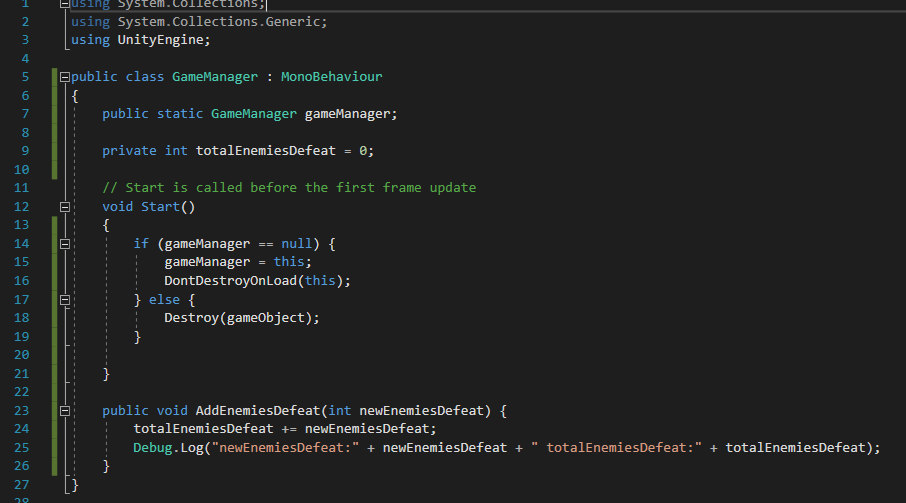 1 using System.Collections;
2 using System.Collections.Generic;
3 using UnityEngine;
4
5 public class GameManager : MonoBehaviour
6 {
7 public static GameManager gameManager;
8
9 private int totalEnemiesDefeat = 0;
10
11 // Start is called before the first frame update
12 void Start()
13 {
14 if (gameManager == null) {
15 gameManager = this;
16 DontDestroyOnLoad(this);
17 } else {
18 Destroy(gameObject);
19 }
20
21 }
22
23 public void AddEnemiesDefeat(int newEnemiesDefeat) {
24 totalEnemiesDefeat += newEnemiesDefeat;
25 Debug.Log("newEnemiesDefeat:" + newEnemiesDefeat + " totalEnemiesDefeat:" + totalEnemiesDefeat);
26 }
27 }
28